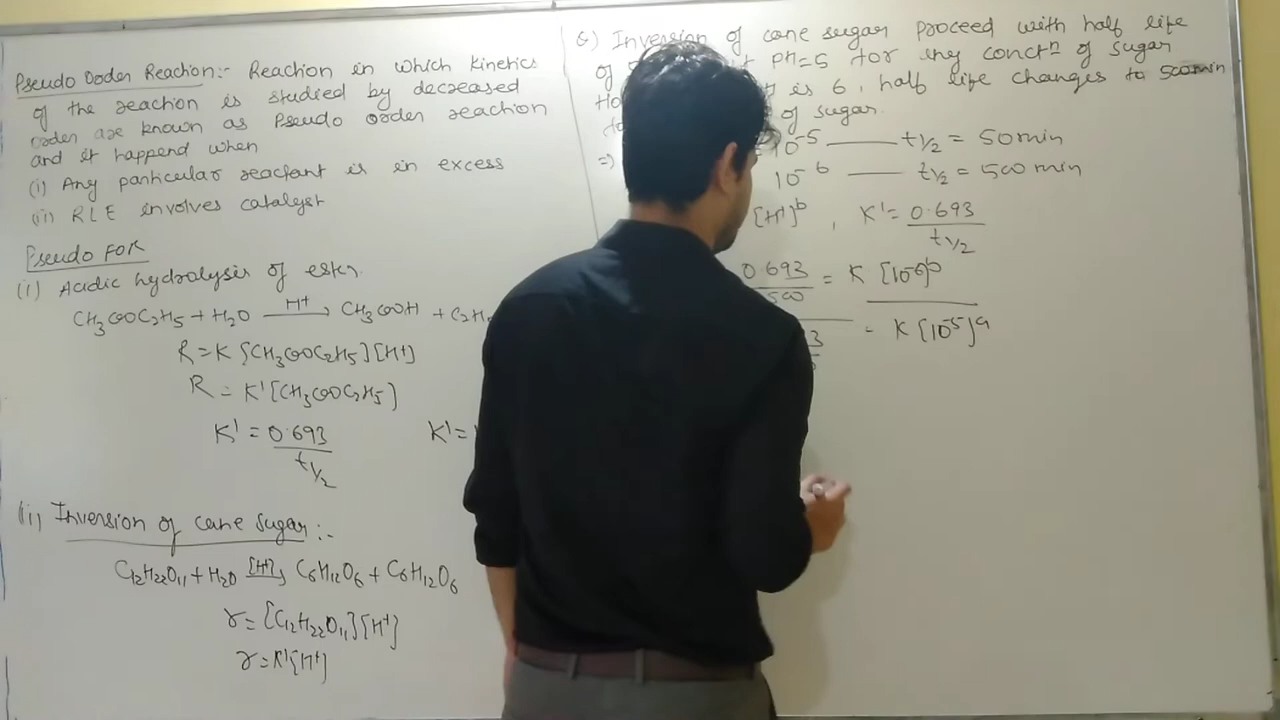 Pseudo Order Reaction:- Reaction in which kinetics
of the reaction is studied by decreased
order are known as Pseudo order reaction
and it happend when
(i) Any particular reactant is in excess
(ii) RLE involves catalyst
Pseudo FOR
(i) Acidic hydrolysis of ester.
CH₃COOC₂H₅ + H₂O —H⁺→ CH₃COOH + C₂H₅
R = K [CH₃COOC₂H₅][H⁺]
R = K'[CH₃COOC₂H₅]
K' = 0.693 / t½
K' =
(ii) Inversion of cane sugar:-
C₁₂H₂₂O₁₁ + H₂O —[H⁺]→ C₆H₁₂O₆ + C₆H₁₂O₆
r = [C₁₂H₂₂O₁₁][H⁺]
r = K'[H⁺]
Q) Inversion of cane sugar proceed with half life
of PH=5 for any concⁿ of sugar
is 6, half life changes to 500min
of sugar.
=) 10⁻⁵ —— t½ = 50min
10⁻⁶ —— t½ = 500 min
[H⁺]ᵇ , K' = 0.693 / t½
0.693 / 500 = K [10⁻⁶]ᵇ
= K [10⁻⁵]ᵃ